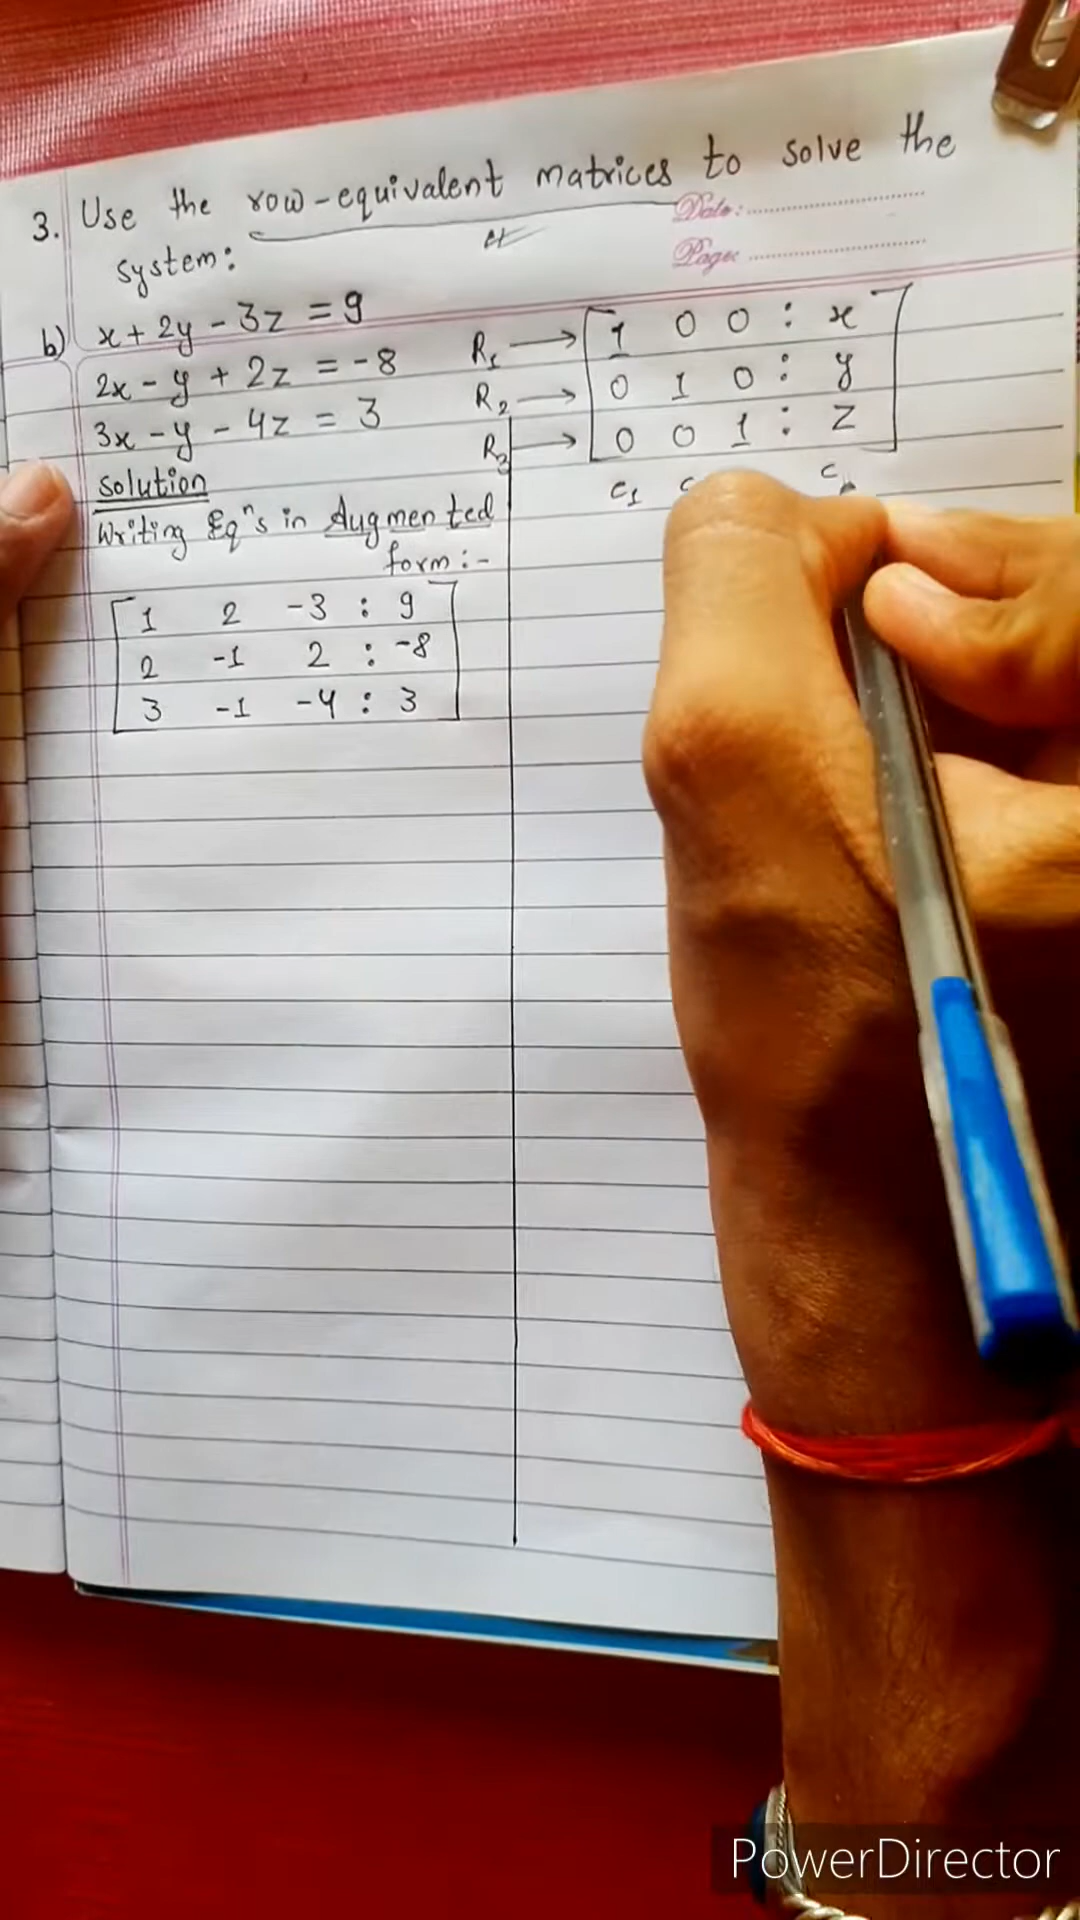 3. Use the row-equivalent matrices to solve the
Date:
system:
Page:
b) x + 2y - 3z = 9
2x - y + 2z = -8
3x - y - 4z = 3
R1 → [ 1 0 0 : x ]
R2 → [ 0 1 0 : y ]
R3 → [ 0 0 1 : z ]
C1 C C
Solution
Writing Eqⁿs in Augmented
form :-
[ 1 2 -3 : 9 ]
[ 2 -1 2 : -8 ]
[ 3 -1 -4 : 3 ]
PowerDirector